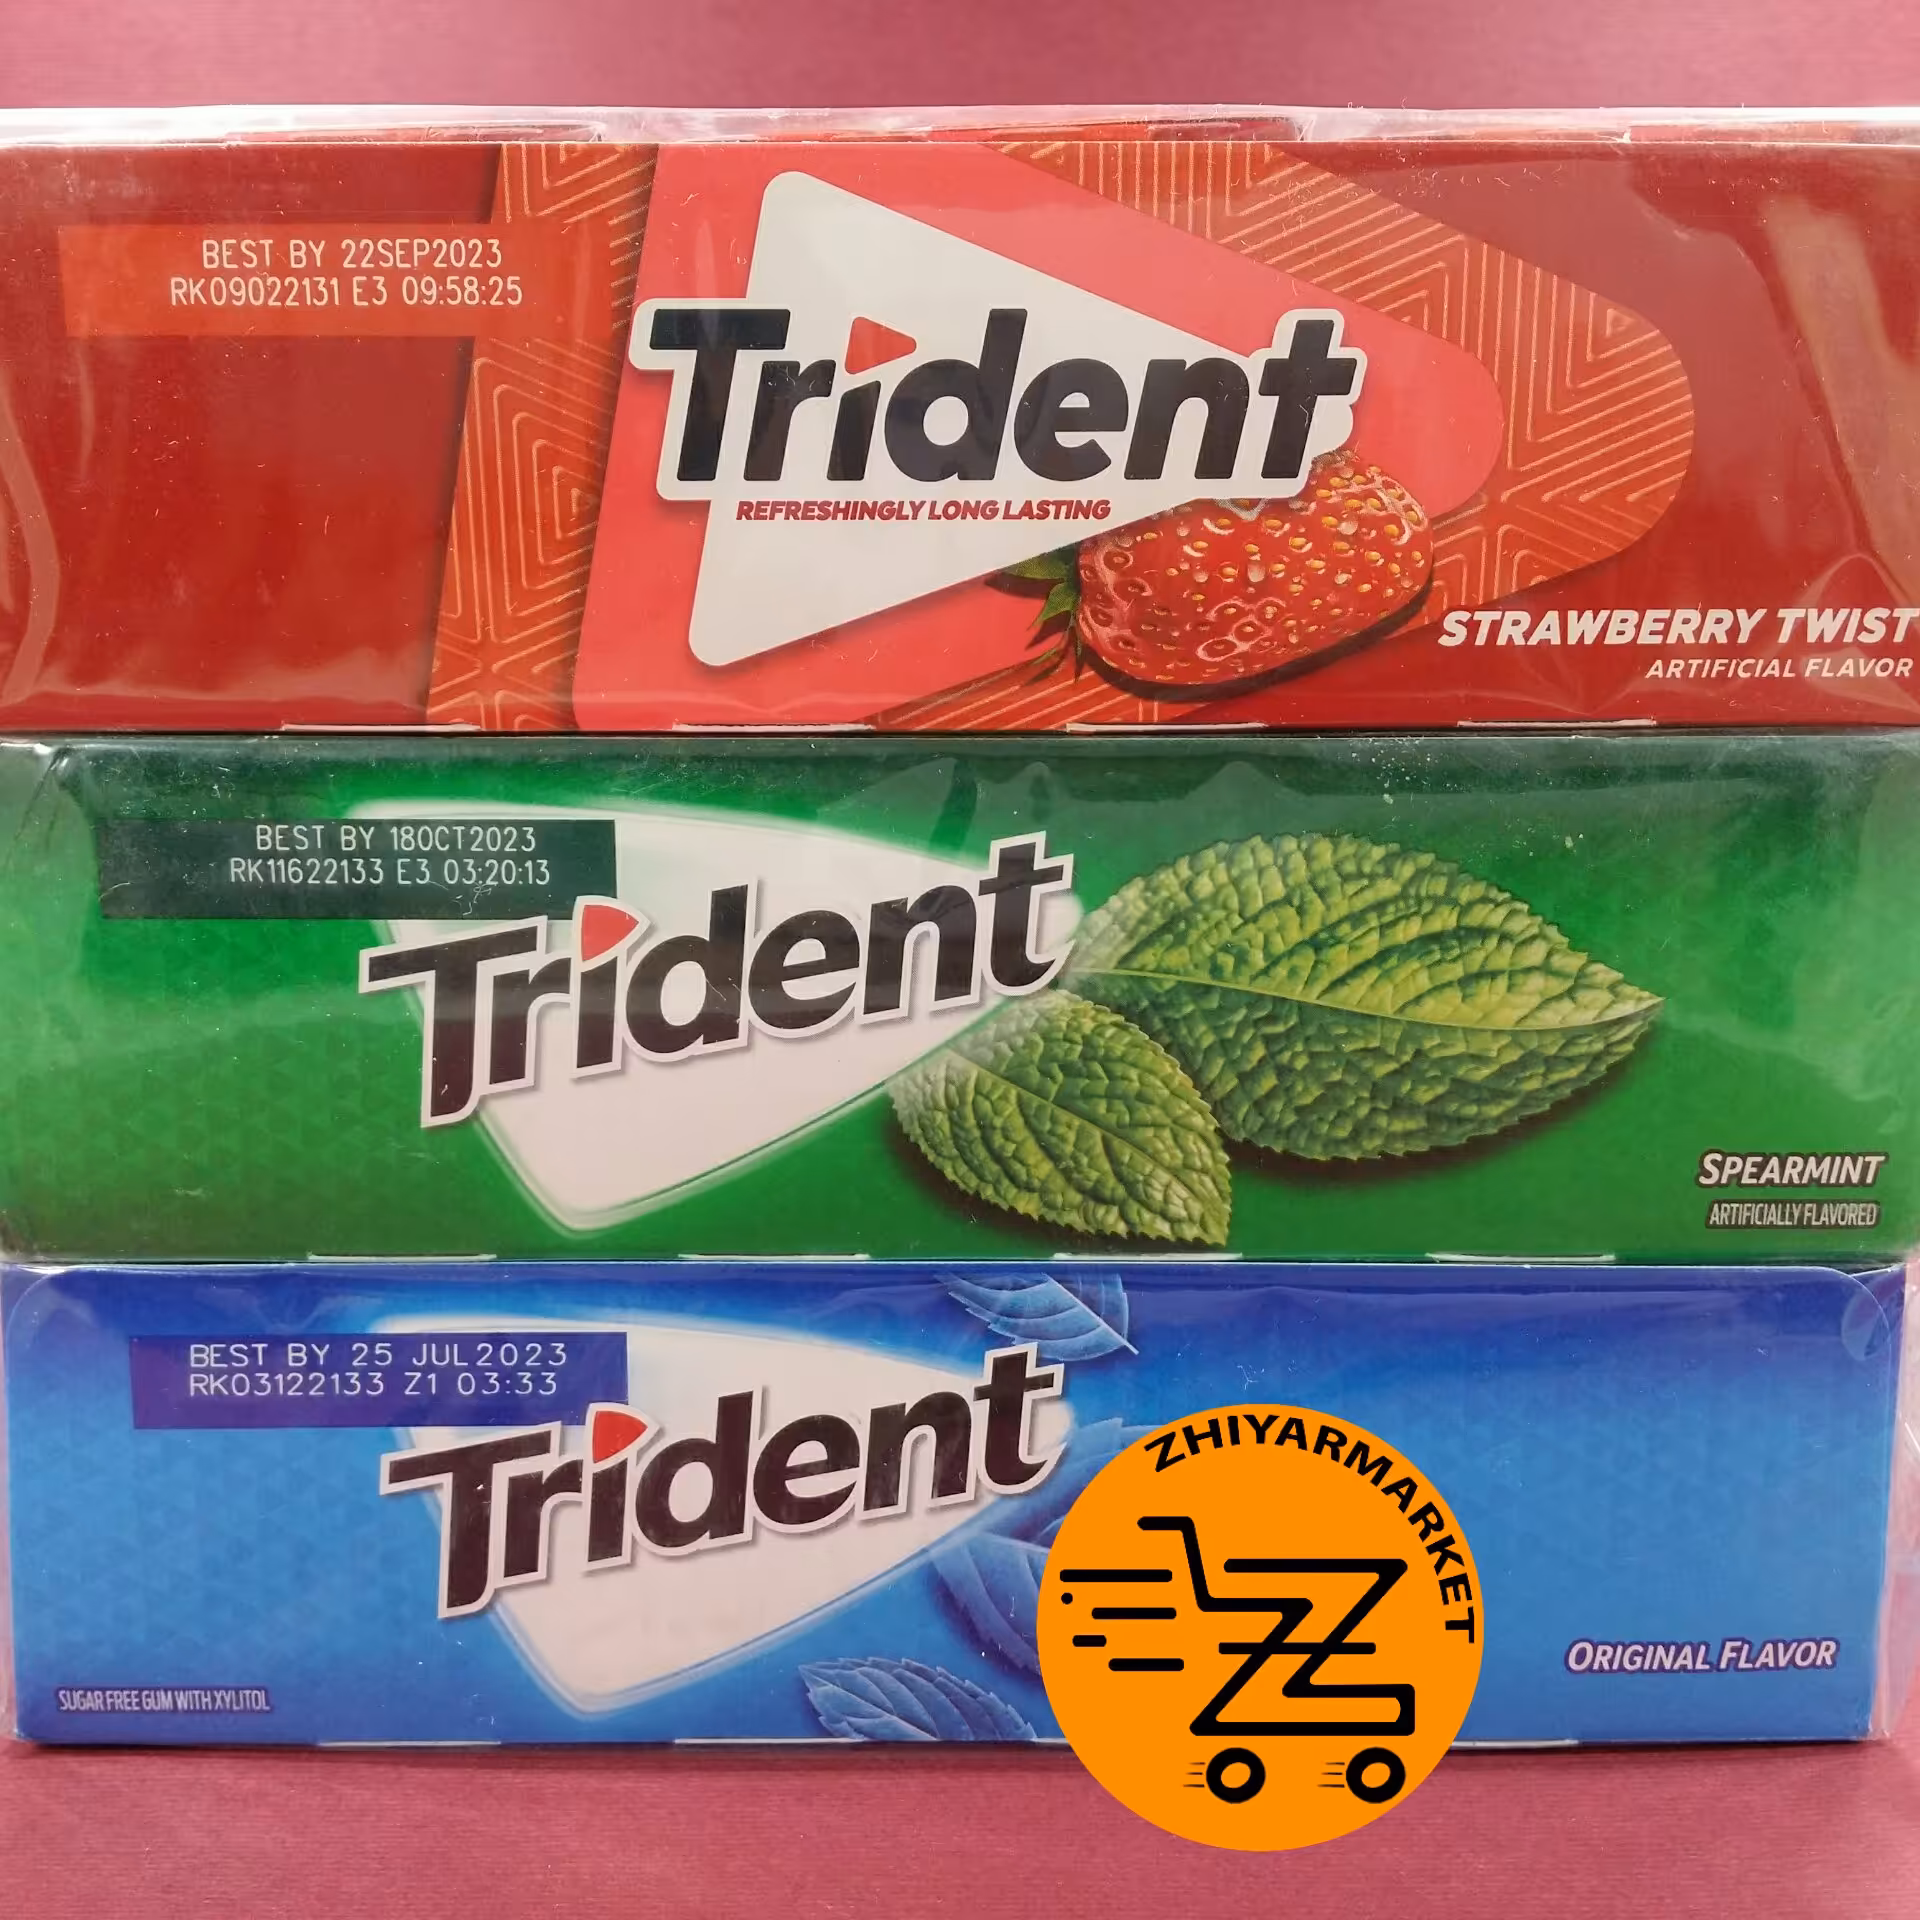 BEST BY 22SEP2023
RK09022131 E3 09:58:25
Trident
REFRESHINGLY LONG LASTING
STRAWBERRY TWIST
ARTIFICIAL FLAVOR
BEST BY 18OCT2023
RK11622133 E3 03:20:13
Trident
SPEARMINT
ARTIFICIALLY FLAVORED
BEST BY 25 JUL2023
RK03122133 Z1 03:33
Trident
ZHIYARMARKET
ORIGINAL FLAVOR
SUGAR FREE GUM WITH XYLITOL